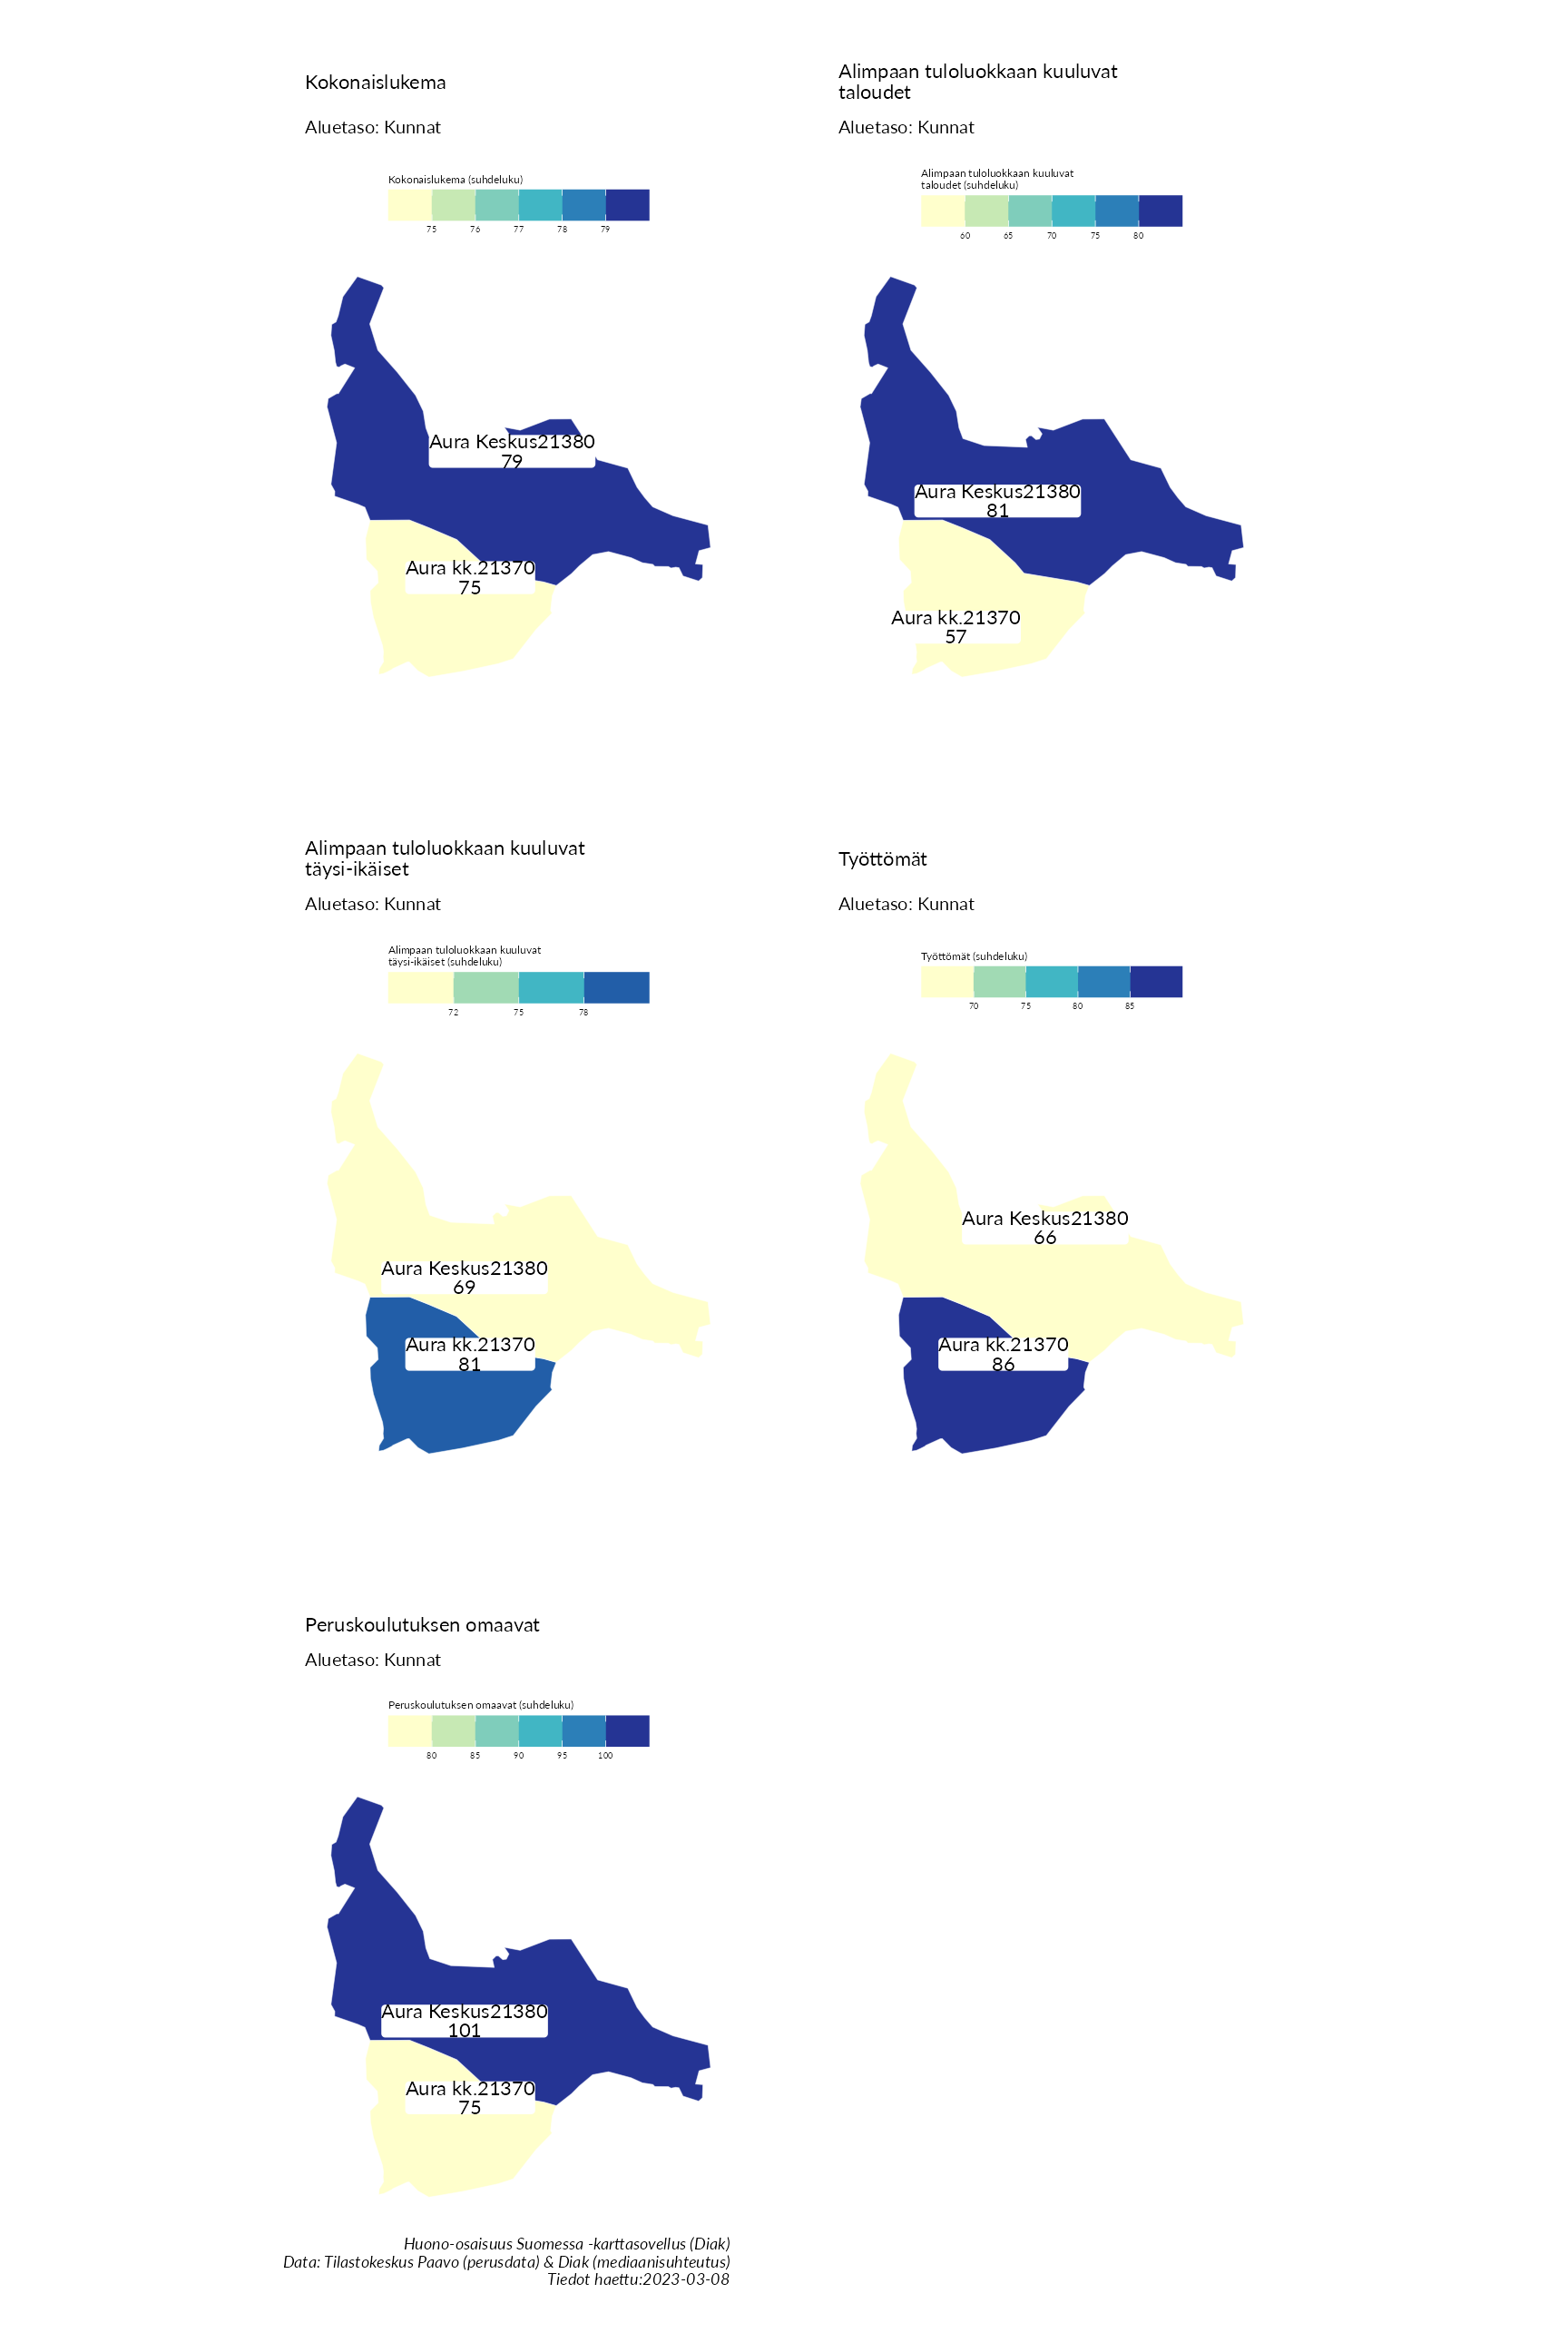 Kokonaislukema
Aluetaso: Kunnat
Kokonaislukema (suhdeluku)
75 76 77 78 79
Aura Keskus21380
79
Aura kk.21370
75
Alimpaan tuloluokkaan kuuluvat
taloudet
Aluetaso: Kunnat
Alimpaan tuloluokkaan kuuluvat
taloudet (suhdeluku)
60 65 70 75 80
Aura Keskus21380
81
Aura kk.21370
57
Alimpaan tuloluokkaan kuuluvat
täysi-ikäiset
Aluetaso: Kunnat
Alimpaan tuloluokkaan kuuluvat
täysi-ikäiset (suhdeluku)
72 75 78
Aura Keskus21380
69
Aura kk.21370
81
Työttömät
Aluetaso: Kunnat
Työttömät (suhdeluku)
70 75 80 85
Aura Keskus21380
66
Aura kk.21370
86
Peruskoulutuksen omaavat
Aluetaso: Kunnat
Peruskoulutuksen omaavat (suhdeluku)
80 85 90 95 100
Aura Keskus21380
101
Aura kk.21370
75
Huono-osaisuus Suomessa -karttasovellus (Diak)
Data: Tilastokeskus Paavo (perusdata) & Diak (mediaanisuhteutus)
Tiedot haettu:2023-03-08